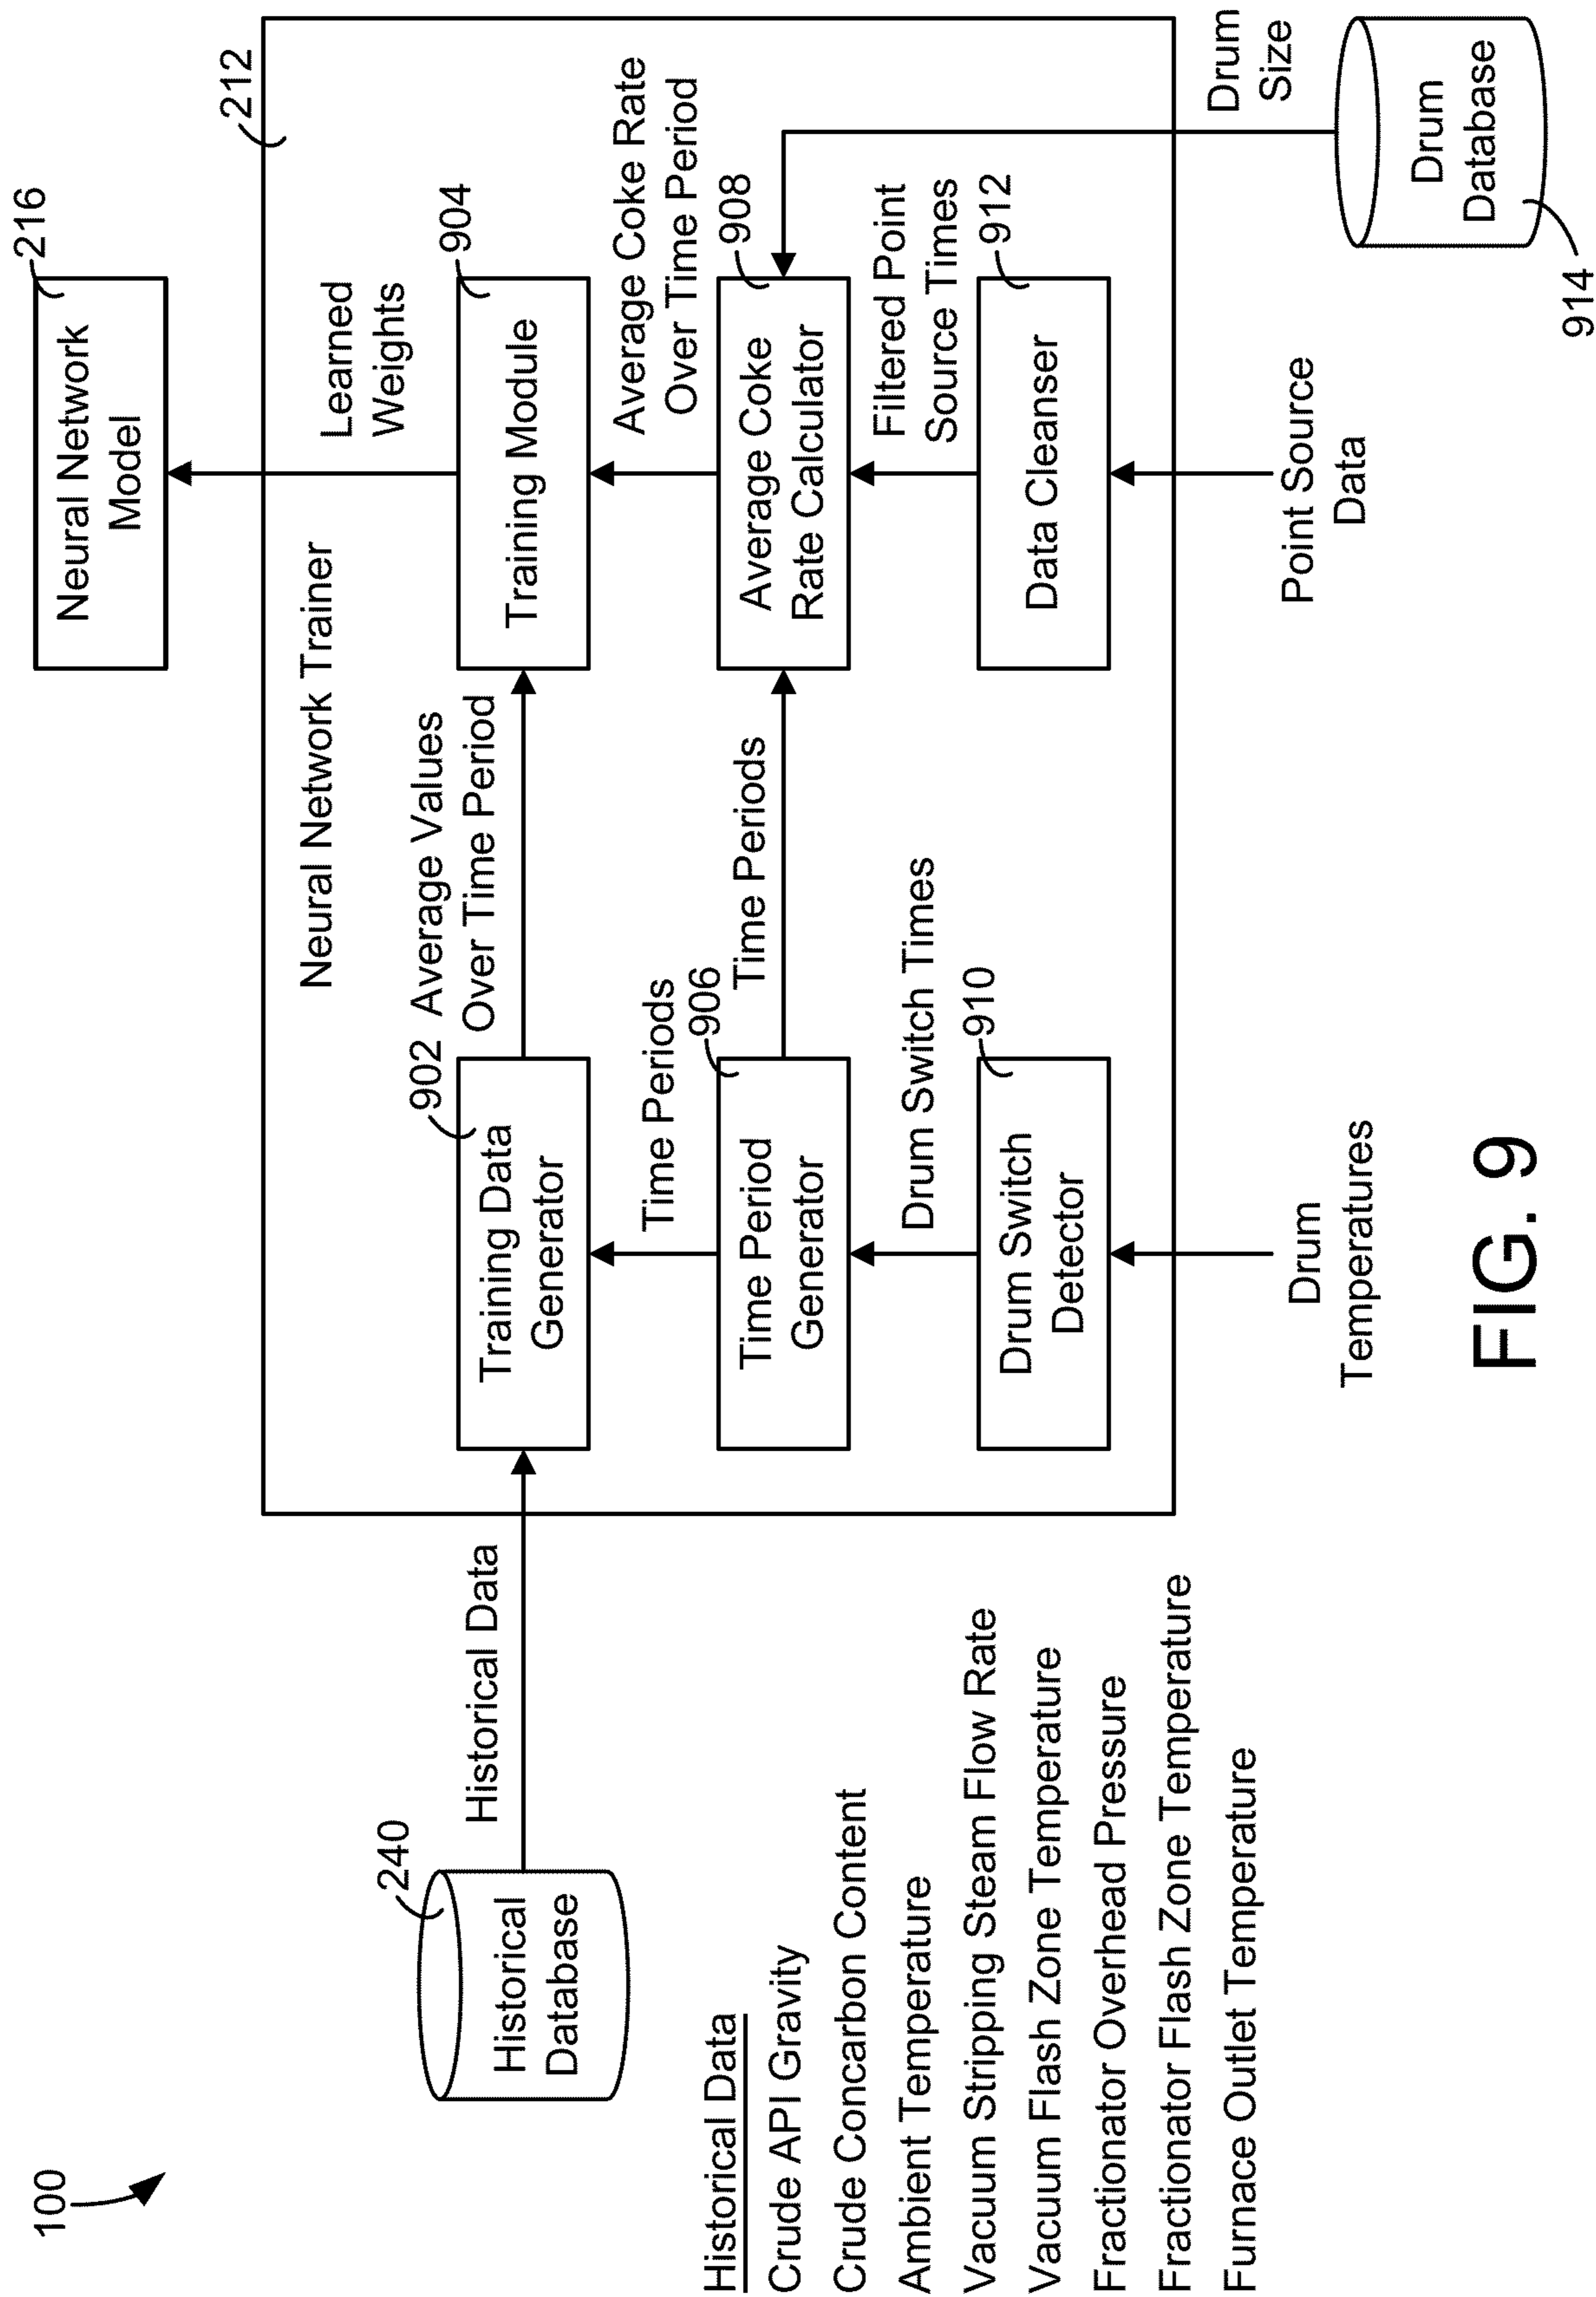 100
216
Neural Network
Model
212
Neural Network Trainer
Learned
Weights
240
Historical
Database
Historical Data
902
Training Data
Generator
Average Values
Over Time Period
904
Training Module
Time Periods
Average Coke Rate
Over Time Period
906
Time Period
Generator
Time Periods
908
Average Coke
Rate Calculator
Drum Switch Times
Filtered Point
Source Times
910
Drum Switch
Detector
912
Data Cleanser
Drum
Size
Drum
Temperatures
Point Source
Data
Drum
Database
914
Historical Data
Crude API Gravity
Crude Concarbon Content
Ambient Temperature
Vacuum Stripping Steam Flow Rate
Vacuum Flash Zone Temperature
Fractionator Overhead Pressure
Fractionator Flash Zone Temperature
Furnace Outlet Temperature
FIG. 9